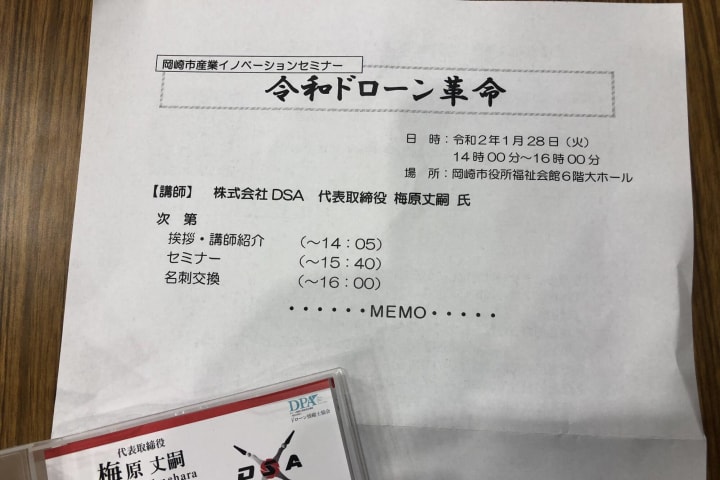 岡崎市産業イノベーションセミナー
令和ドローン革命
日　時：令和２年１月２８日（火）
１４時００分～１６時００分
場　所：岡崎市役所福祉会館６階大ホール
【講師】　株式会社DSA　代表取締役 梅原丈嗣 氏
次　第
挨拶・講師紹介　（～１４：０５）
セミナー　（～１５：４０）
名刺交換　（～１６：００）
・・・・・・MEMO・・・・・
DPA
ドローン操縦士協会
代表取締役
梅原 丈嗣
DSA